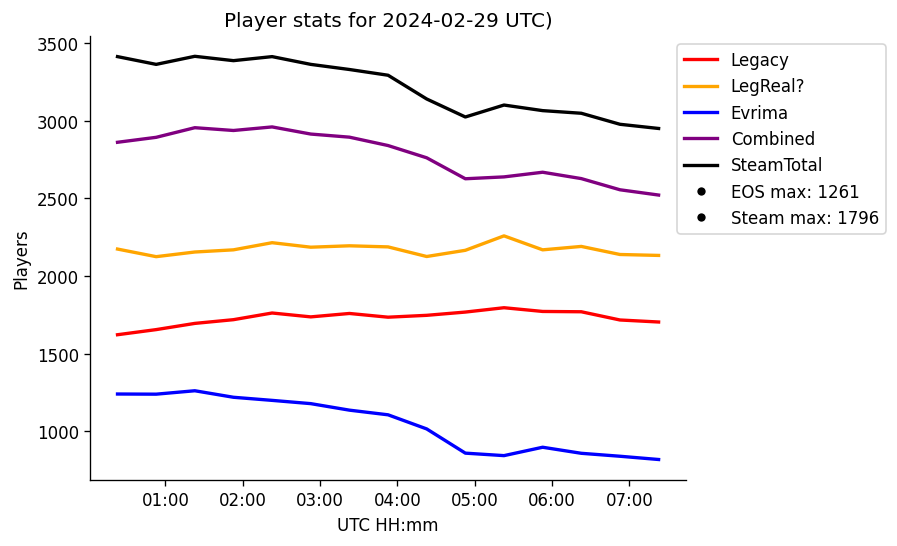 Player stats for 2024-02-29 UTC)
3500
3000
2500
2000
1500
1000
Players
01:00 02:00 03:00 04:00 05:00 06:00 07:00
UTC HH:mm
Legacy
LegReal?
Evrima
Combined
SteamTotal
EOS max: 1261
Steam max: 1796